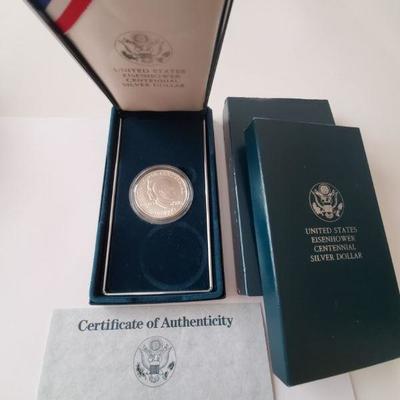 UNITED STATES
EISENHOWER
CENTENNIAL
SILVER DOLLAR
UNITED STATES
EISENHOWER
CENTENNIAL
SILVER DOLLAR
Certificate of Authenticity